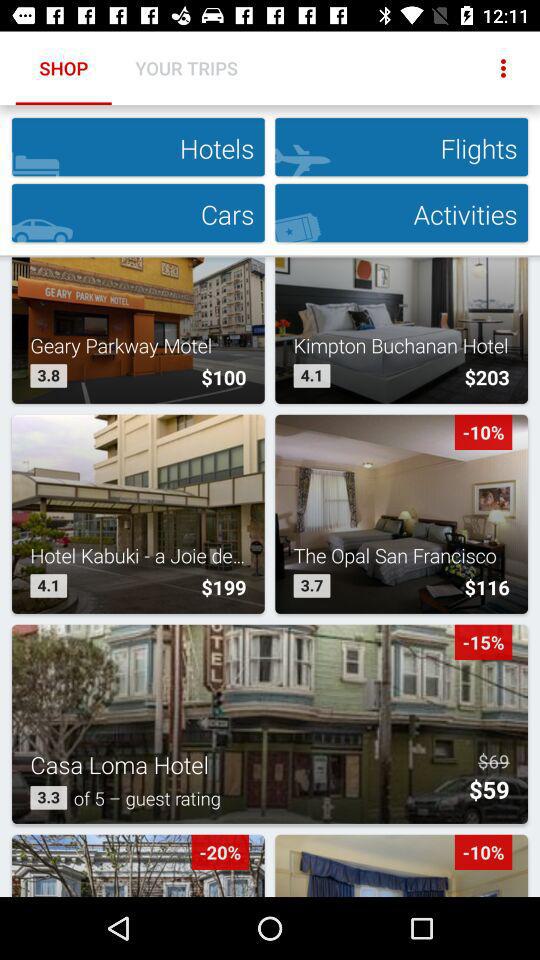 12:11
SHOP
YOUR TRIPS
Hotels
Flights
Cars
Activities
GEARY PARKWAY MOTEL
Geary Parkway Motel
3.8
$100
Kimpton Buchanan Hotel
4.1
$203
Hotel Kabuki - a Joie de...
4.1
$199
-10%
The Opal San Francisco
3.7
$116
-15%
Casa Loma Hotel
3.3 of 5 – guest rating
$69
$59
-20%
-10%